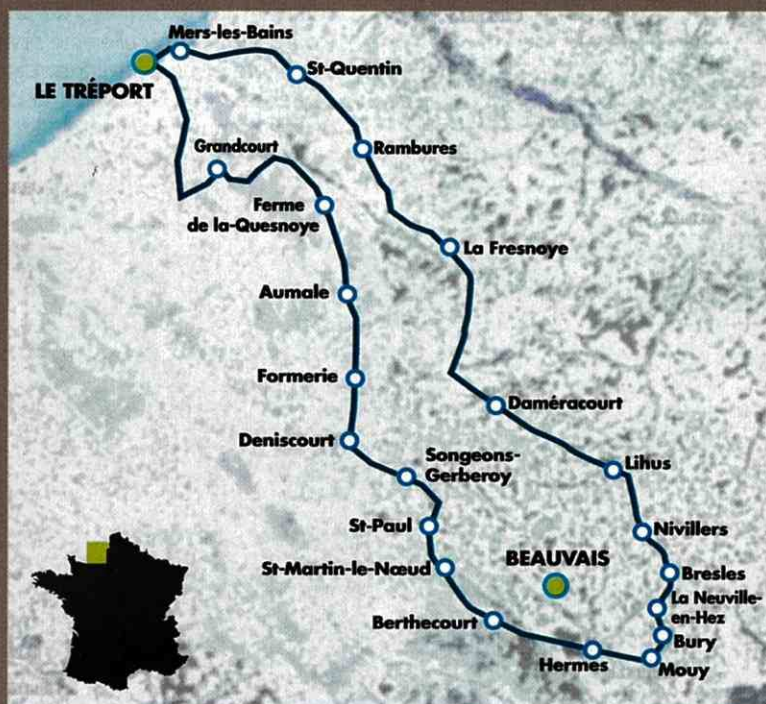 Mers-les-Bains
LE TRÉPORT
St-Quentin
Grandcourt
Rambures
Ferme
de la-Quesnoye
La Fresnoye
Aumale
Formerie
Daméracourt
Deniscourt
Songeons-
Gerberoy
Lihus
St-Paul
Nivillers
St-Martin-le-Nœud
BEAUVAIS
Bresles
La Neuville-
en-Hez
Berthecourt
Bury
Hermes
Mouy